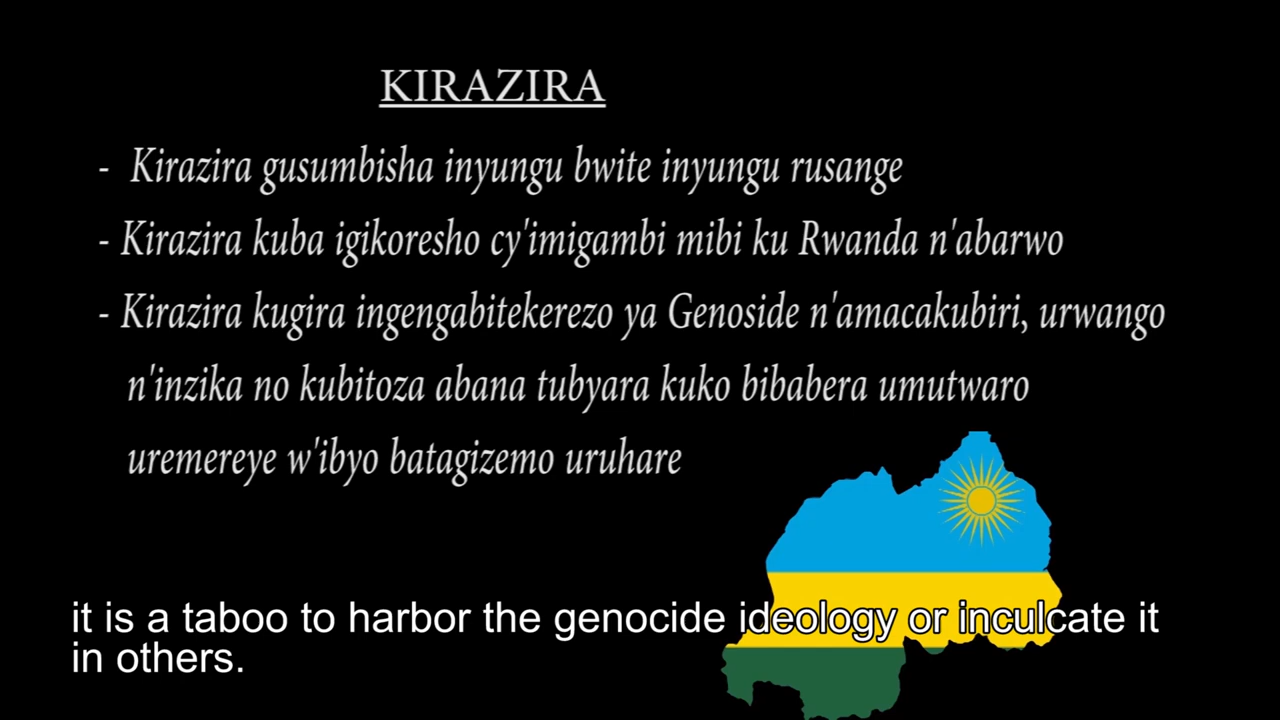 KIRAZIRA
- Kirazira gusumbisha inyungu bwite inyungu rusange
- Kirazira kuba igikoresho cy'imigambi mibi ku Rwanda n'abarwo
- Kirazira kugira ingengabitekerezo ya Genoside n'amacakubiri, urwango
n'inzika no kubitoza abana tubyara kuko bibabera umutwaro
uremereye w'ibyo batagizemo uruhare
it is a taboo to harbor the genocide ideology or inculcate it
in others.